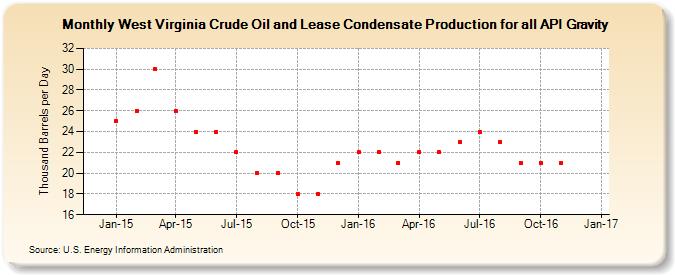 Monthly West Virginia Crude Oil and Lease Condensate Production for all API Gravity
Thousand Barrels per Day
32
30
28
26
24
22
20
18
16
Jan-15 Apr-15 Jul-15 Oct-15 Jan-16 Apr-16 Jul-16 Oct-16 Jan-17
Source: U.S. Energy Information Administration